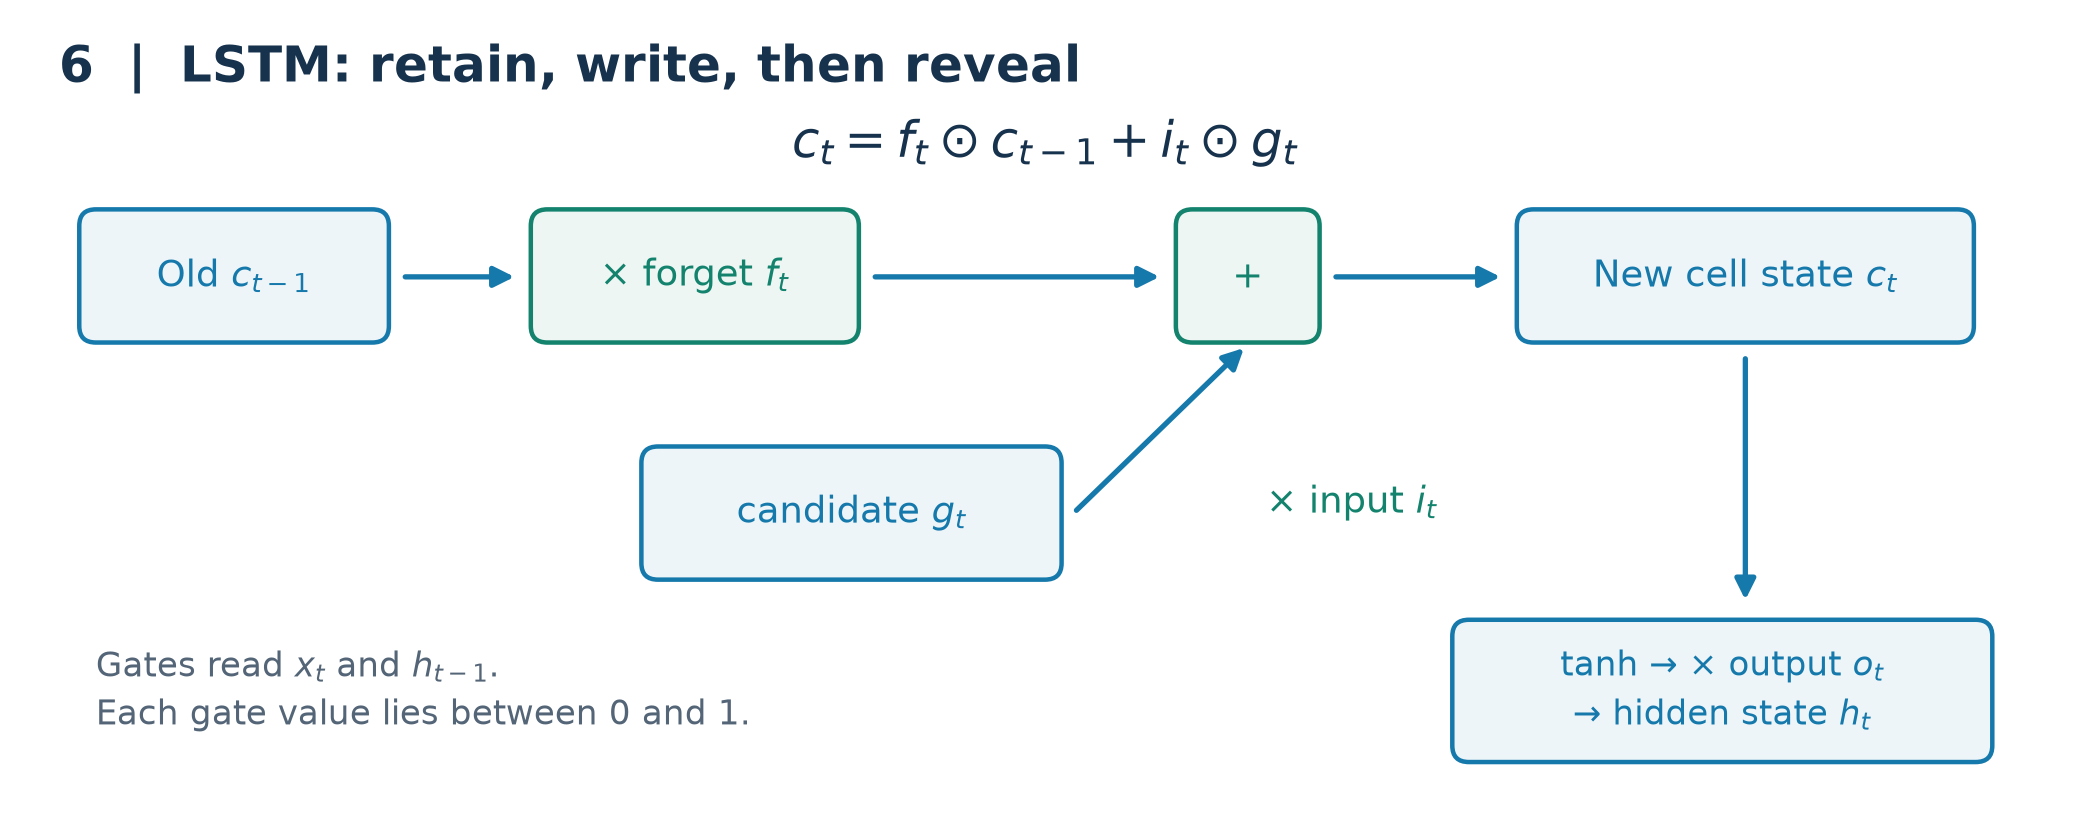 6 | LSTM: retain, write, then reveal
c_t = f_t ⊙ c_{t−1} + i_t ⊙ g_t
Old c_{t−1}
× forget f_t
+
New cell state c_t
candidate g_t
× input i_t
Gates read x_t and h_{t−1}.
Each gate value lies between 0 and 1.
tanh → × output o_t
→ hidden state h_t